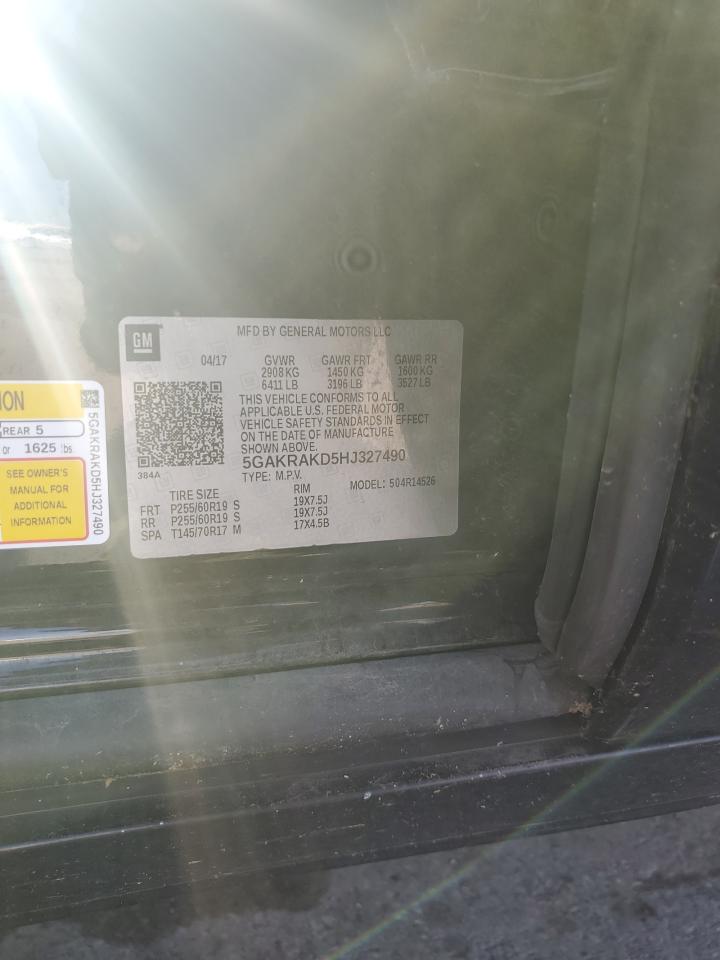 MFD BY GENERAL MOTORS LLC
GM
04/17 GVWR GAWR FRT GAWR RR
2908 KG 1450 KG 1600 KG
6411 LB 3196 LB 3527 LB
THIS VEHICLE CONFORMS TO ALL
APPLICABLE U.S. FEDERAL MOTOR
VEHICLE SAFETY STANDARDS IN EFFECT
ON THE DATE OF MANUFACTURE
SHOWN ABOVE.
384A
5GAKRAKD5HJ327490
TYPE: M.P.V. MODEL: 504R14526
TIRE SIZE RIM
FRT P255/60R19 S 19X7.5J
RR P255/60R19 S 19X7.5J
SPA T145/70R17 M 17X4.5B
ION
REAR 5
or 1625 lbs
SEE OWNER'S
MANUAL FOR
ADDITIONAL
INFORMATION
5GAKRAKD5HJ327490